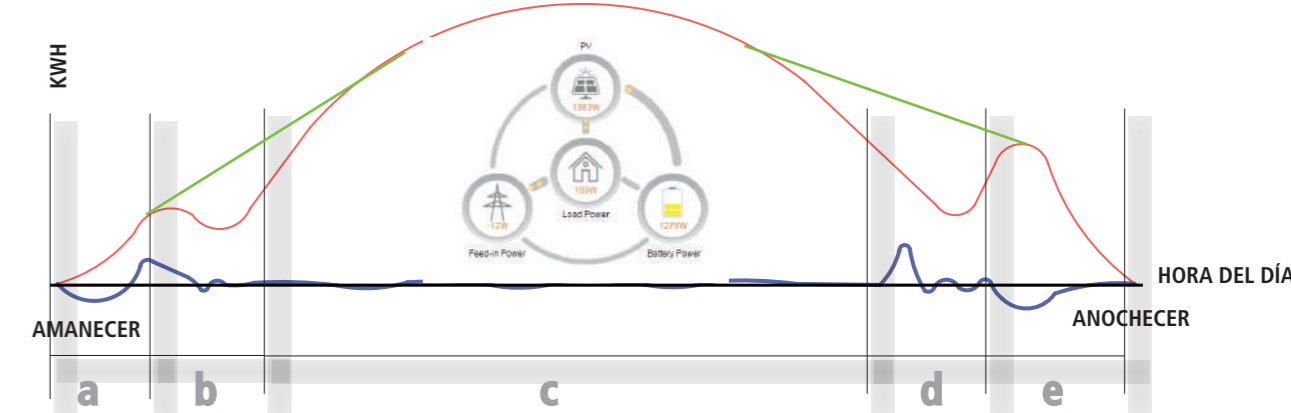 KWH
PV
1383W
109W
Load Power
-12W
1279W
Feed-in Power
Battery Power
HORA DEL DÍA
AMANECER
ANOCHECER
a b c d e